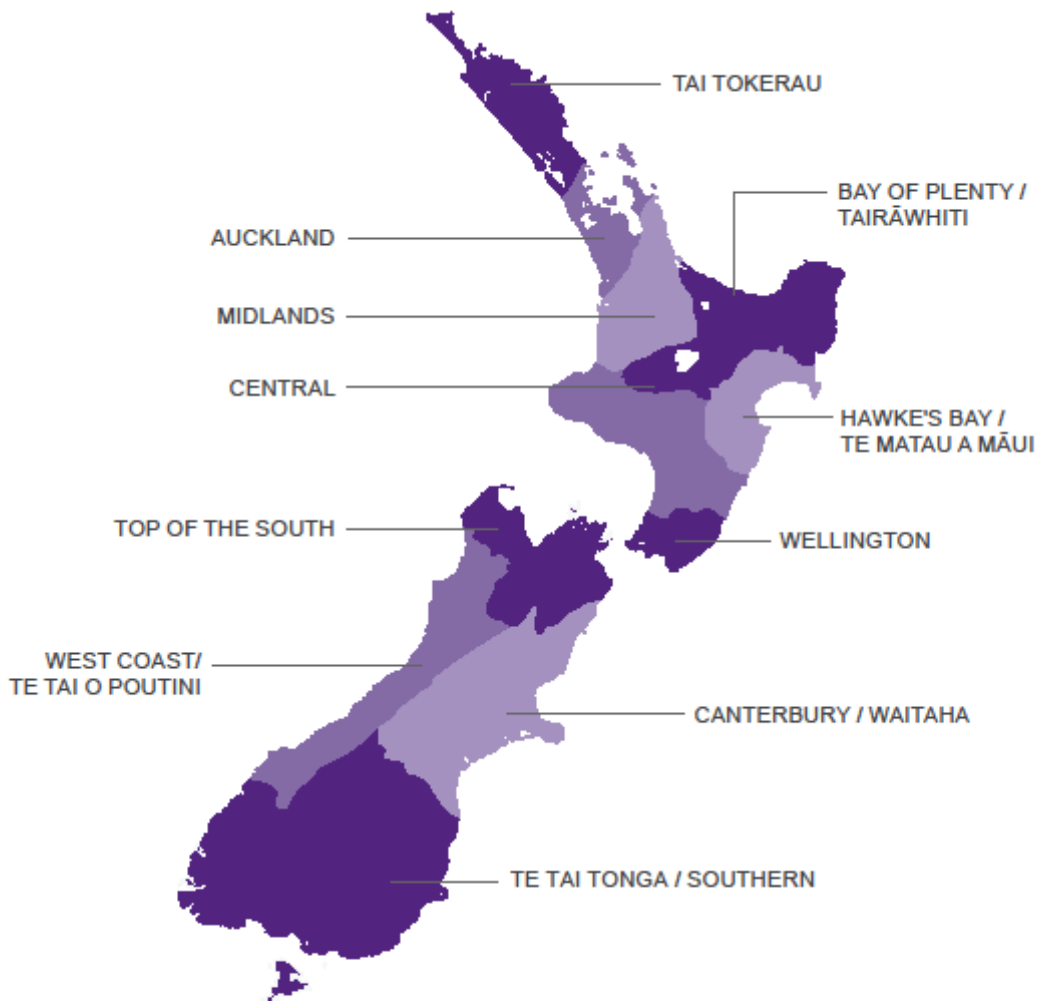 TAI TOKERAU
BAY OF PLENTY /
TAIRĀWHITI
AUCKLAND
MIDLANDS
CENTRAL
HAWKE'S BAY /
TE MATAU A MĀUI
TOP OF THE SOUTH
WELLINGTON
WEST COAST/
TE TAI O POUTINI
CANTERBURY / WAITAHA
TE TAI TONGA / SOUTHERN